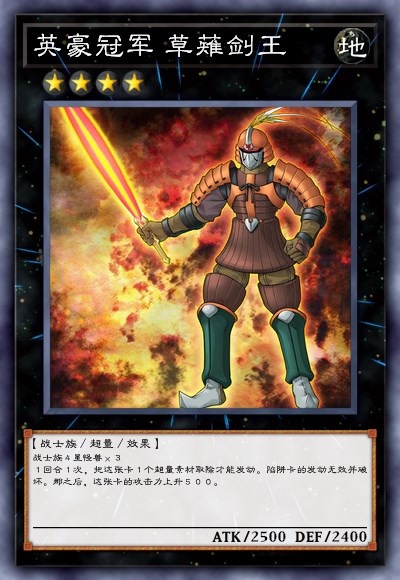 英豪冠军 草薙剑王
地
【战士族／超量／效果】
战士族４星怪兽×３
１回合１次，把这张卡１个超量素材取除才能发动。陷阱卡的发动无效并破
坏。那之后，这张卡的攻击力上升５００。
ATK/2500 DEF/2400